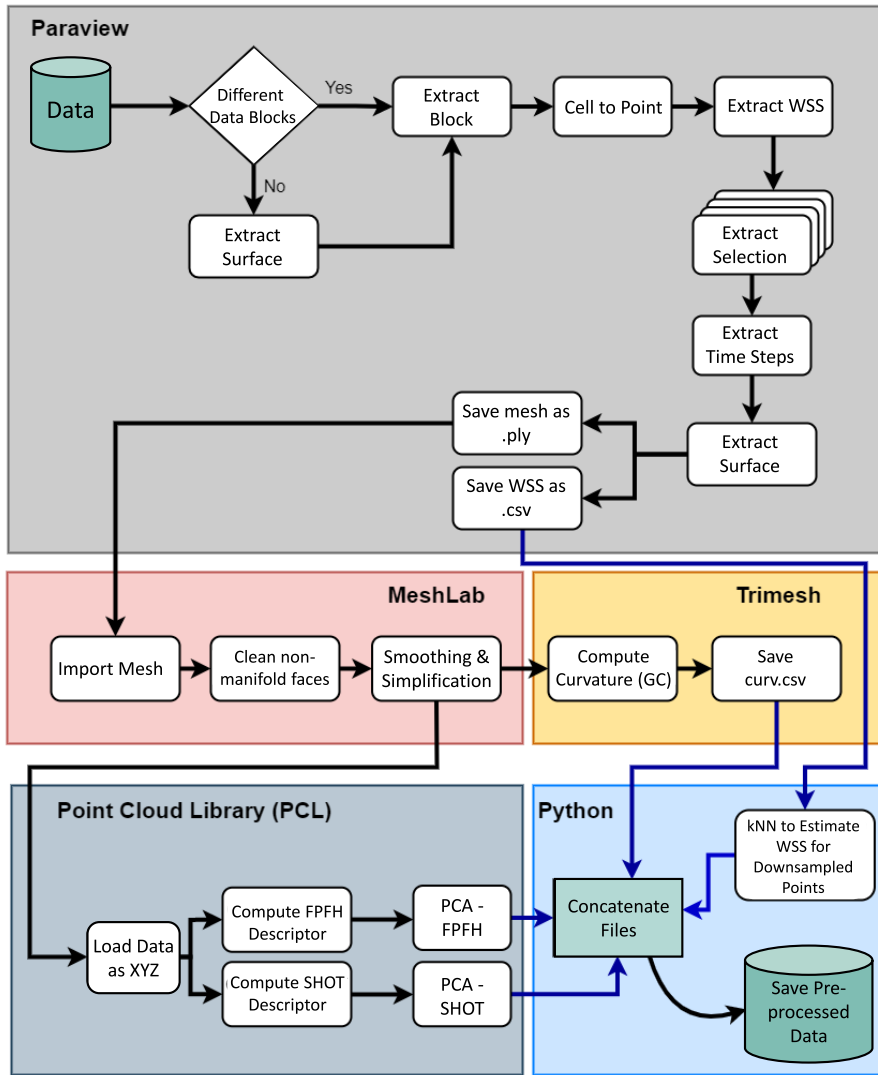 Paraview
Data
Different
Data Blocks
Yes
No
Extract
Block
Cell to Point
Extract WSS
Extract
Surface
Extract
Selection
Extract
Time Steps
Extract
Surface
Save mesh as
.ply
Save WSS as
.csv
MeshLab
Import Mesh
Clean non-
manifold faces
Smoothing &
Simplification
Trimesh
Compute
Curvature (GC)
Save
curv.csv
Point Cloud Library (PCL)
Load Data
as XYZ
Compute FPFH
Descriptor
PCA -
FPFH
Compute SHOT
Descriptor
PCA -
SHOT
Python
kNN to Estimate
WSS for
Downsampled
Points
Concatenate
Files
Save Pre-
processed
Data